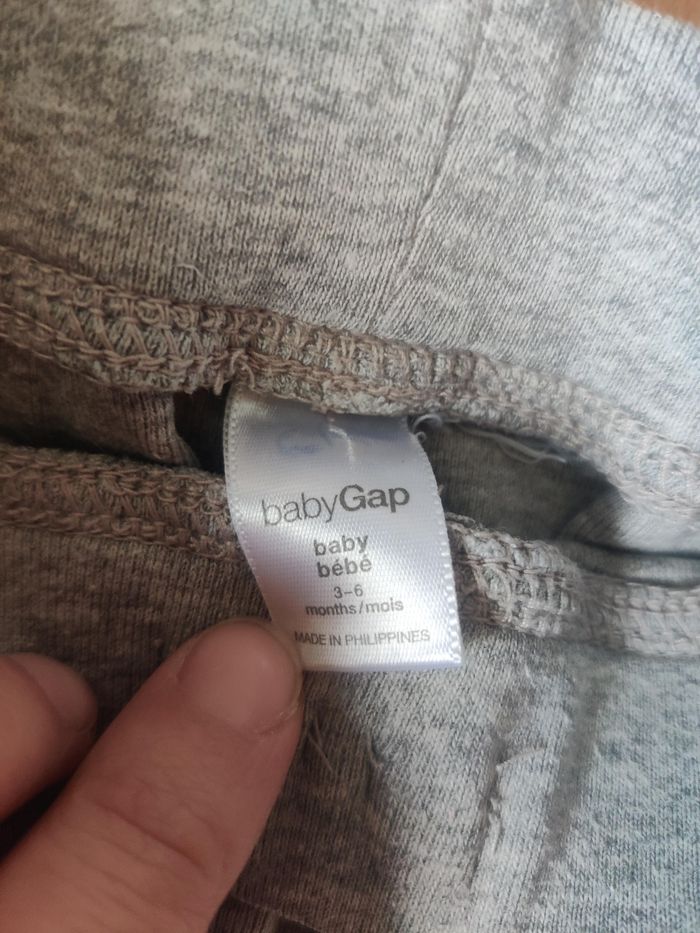 babyGap
baby
bébé
3-6
months/mois
MADE IN PHILIPPINES